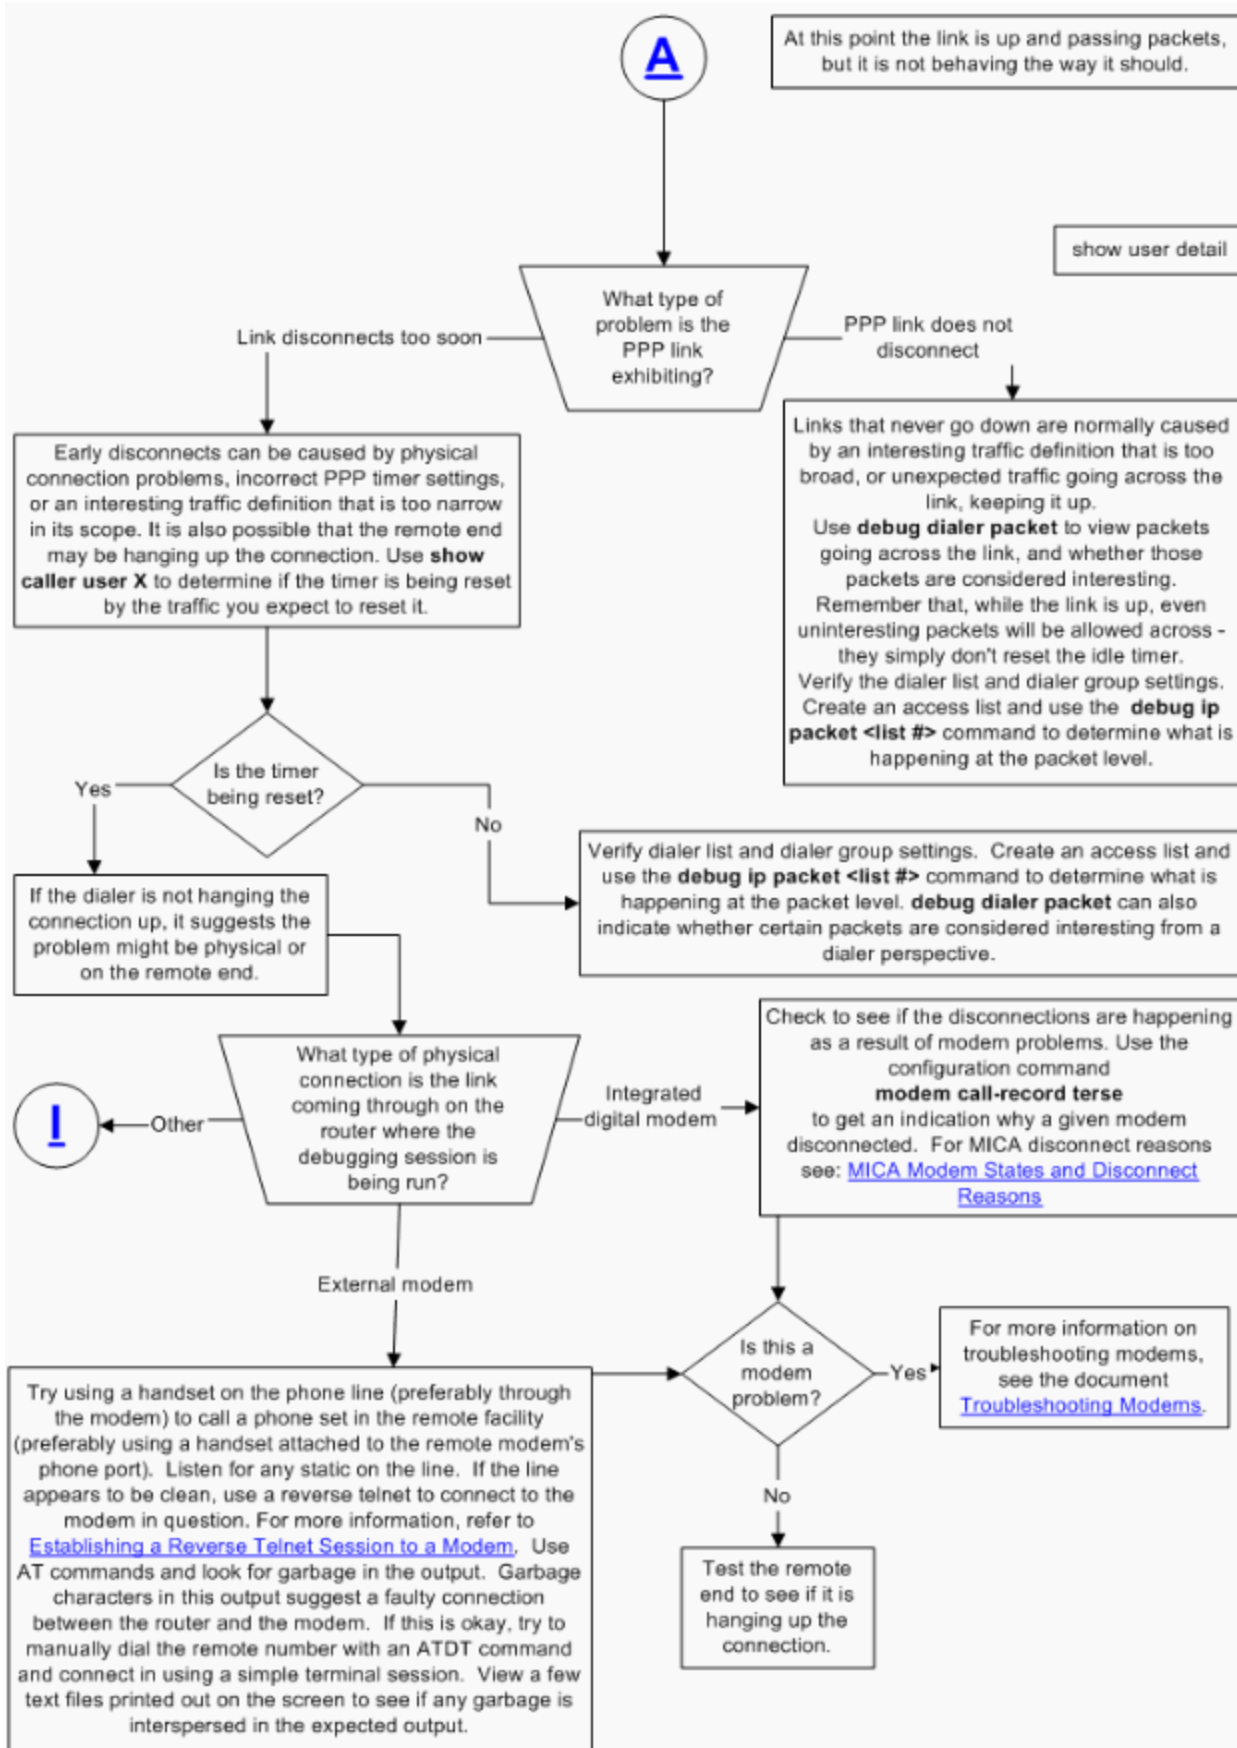 A
At this point the link is up and passing packets,
but it is not behaving the way it should.
show user detail
What type of
problem is the
PPP link
exhibiting?
Link disconnects too soon
PPP link does not
disconnect
Early disconnects can be caused by physical
connection problems, incorrect PPP timer settings,
or an interesting traffic definition that is too narrow
in its scope. It is also possible that the remote end
may be hanging up the connection. Use show
caller user X to determine if the timer is being reset
by the traffic you expect to reset it.
Links that never go down are normally caused
by an interesting traffic definition that is too
broad, or unexpected traffic going across the
link, keeping it up.
Use debug dialer packet to view packets
going across the link, and whether those
packets are considered interesting.
Remember that, while the link is up, even
uninteresting packets will be allowed across -
they simply don't reset the idle timer.
Verify the dialer list and dialer group settings.
Create an access list and use the debug ip
packet <list #> command to determine what is
happening at the packet level.
Is the timer
being reset?
Yes
No
If the dialer is not hanging the
connection up, it suggests the
problem might be physical or
on the remote end.
Verify dialer list and dialer group settings. Create an access list and
use the debug ip packet <list #> command to determine what is
happening at the packet level. debug dialer packet can also
indicate whether certain packets are considered interesting from a
dialer perspective.
What type of physical
connection is the link
coming through on the
router where the
debugging session is
being run?
I
Other
Integrated
digital modem
Check to see if the disconnections are happening
as a result of modem problems. Use the
configuration command
modem call-record terse
to get an indication why a given modem
disconnected. For MICA disconnect reasons
see: MICA Modem States and Disconnect
Reasons
External modem
Try using a handset on the phone line (preferably through
the modem) to call a phone set in the remote facility
(preferably using a handset attached to the remote modem's
phone port). Listen for any static on the line. If the line
appears to be clean, use a reverse telnet to connect to the
modem in question. For more information, refer to
Establishing a Reverse Telnet Session to a Modem. Use
AT commands and look for garbage in the output. Garbage
characters in this output suggest a faulty connection
between the router and the modem. If this is okay, try to
manually dial the remote number with an ATDT command
and connect in using a simple terminal session. View a few
text files printed out on the screen to see if any garbage is
interspersed in the expected output.
Is this a
modem
problem?
Yes
For more information on
troubleshooting modems,
see the document
Troubleshooting Modems.
No
Test the remote
end to see if it is
hanging up the
connection.